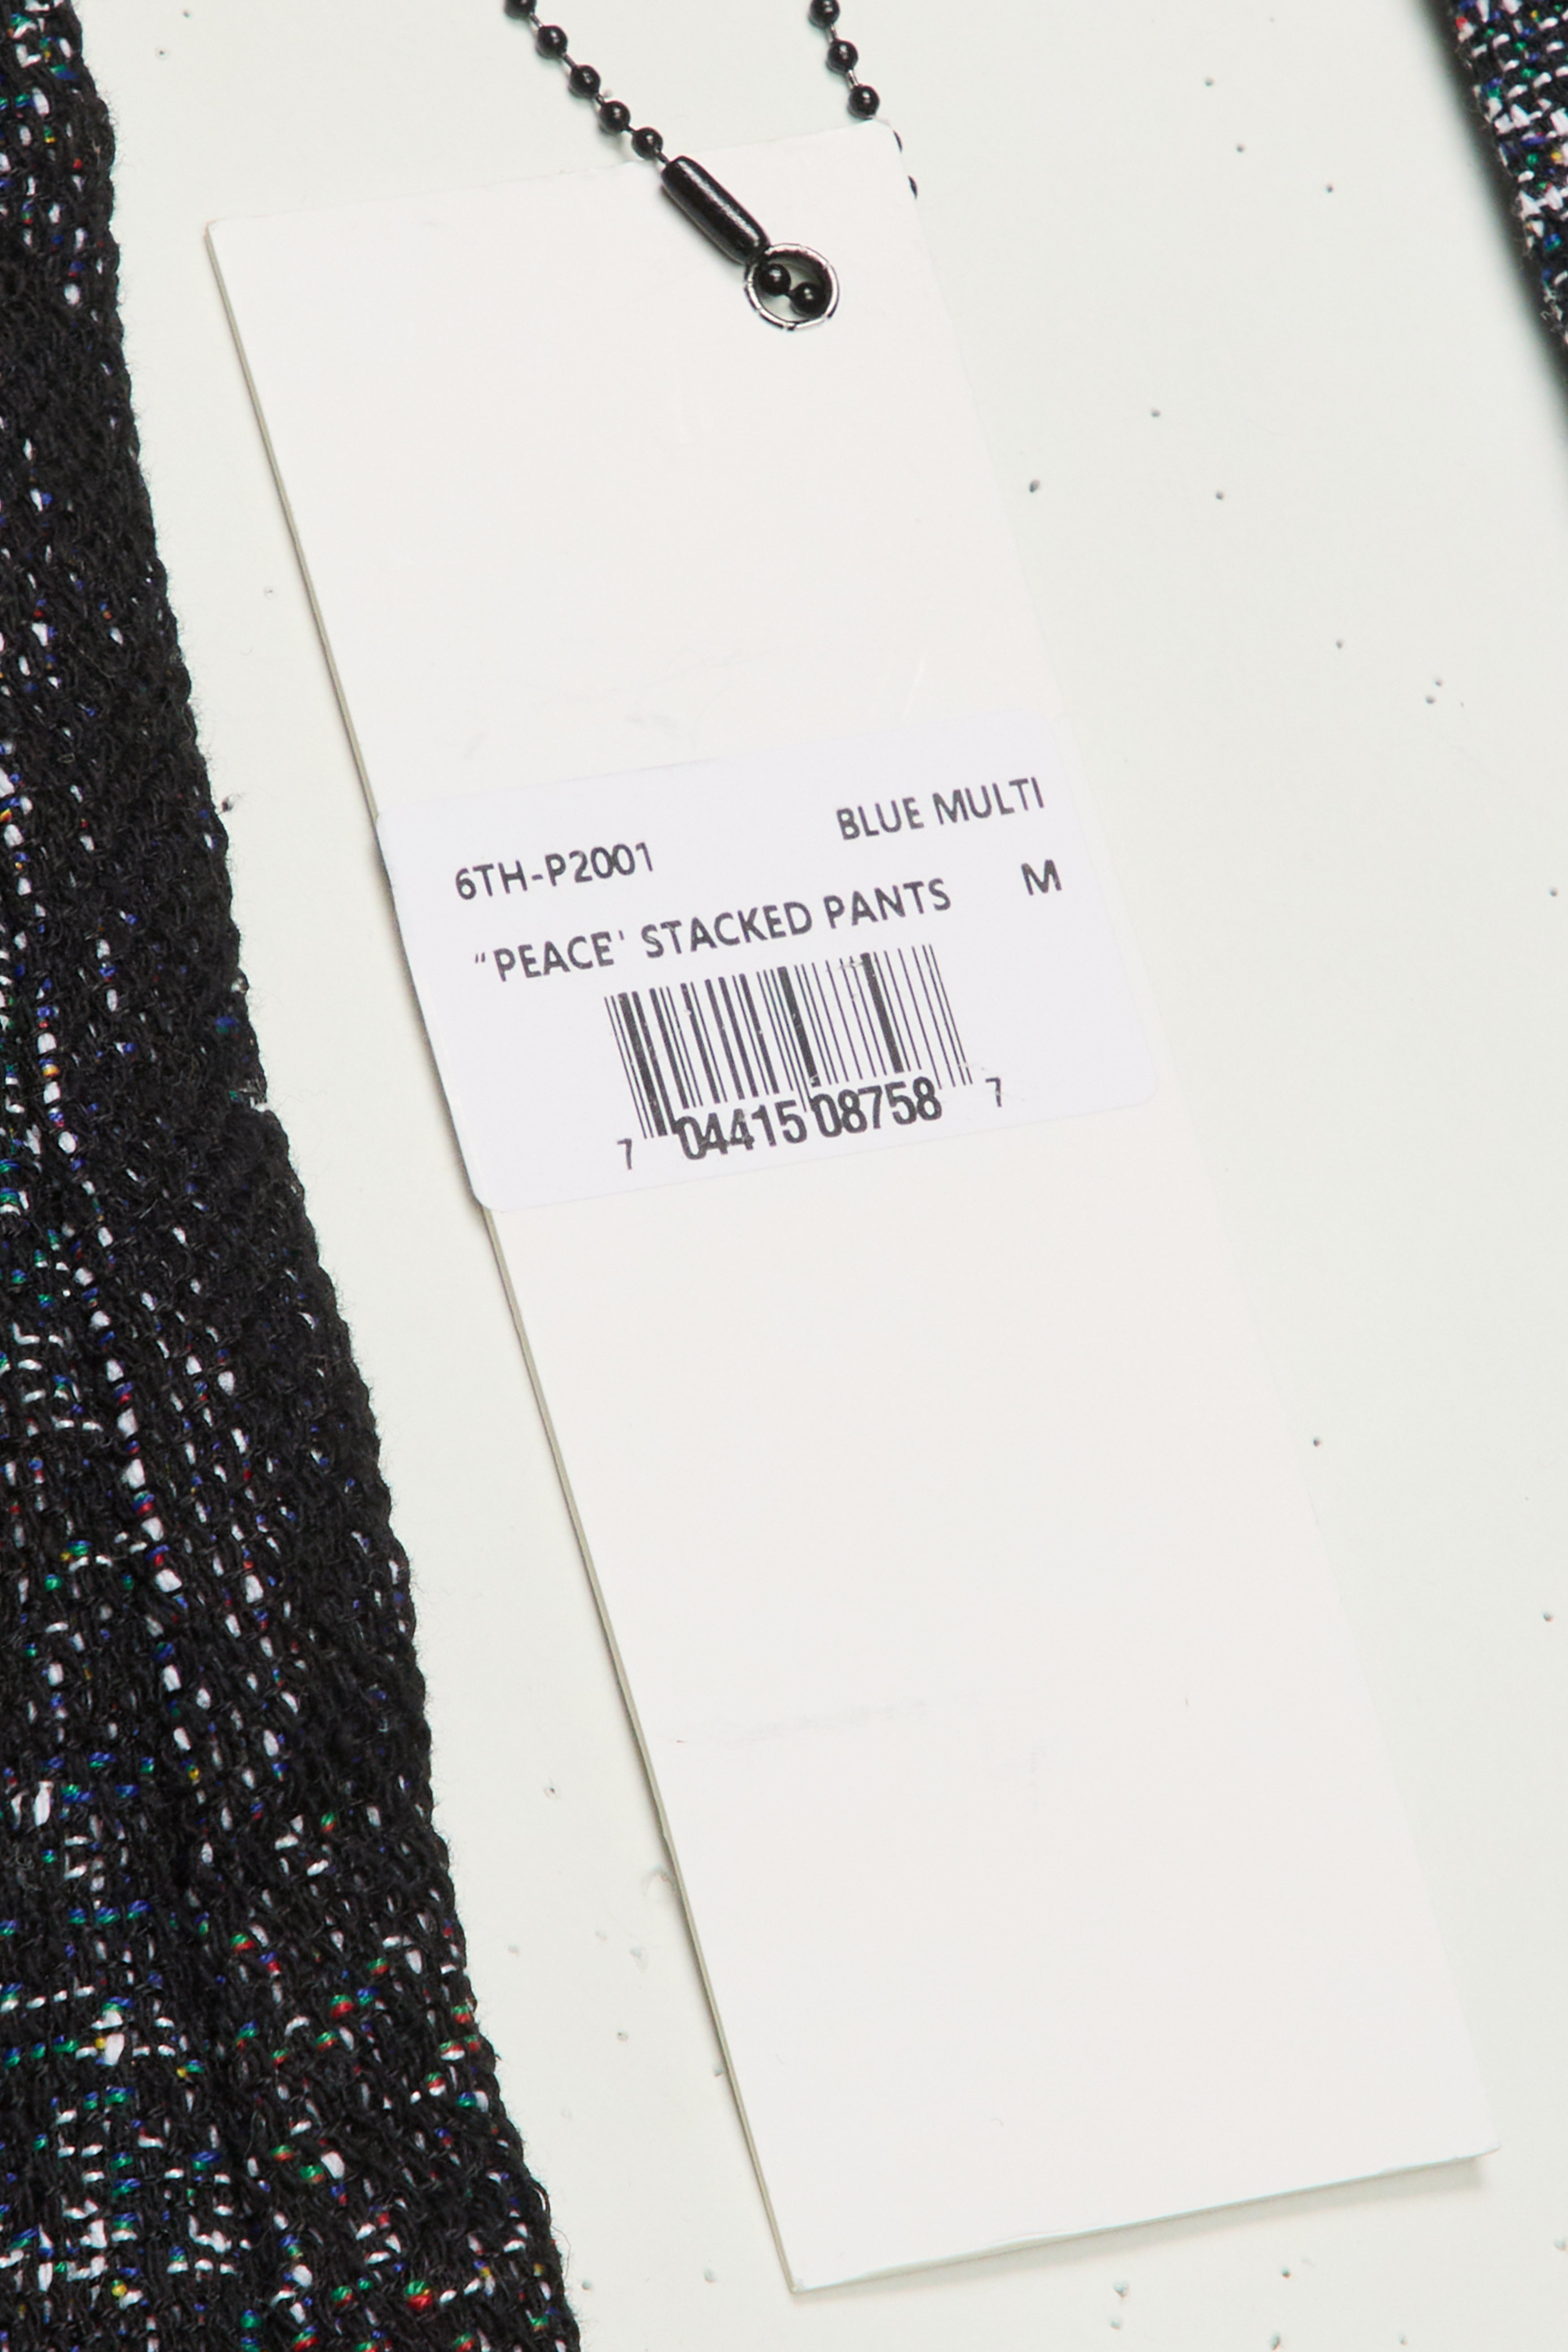 6TH-P2001 BLUE MULTI
“PEACE' STACKED PANTS M
7 04415 08758 7